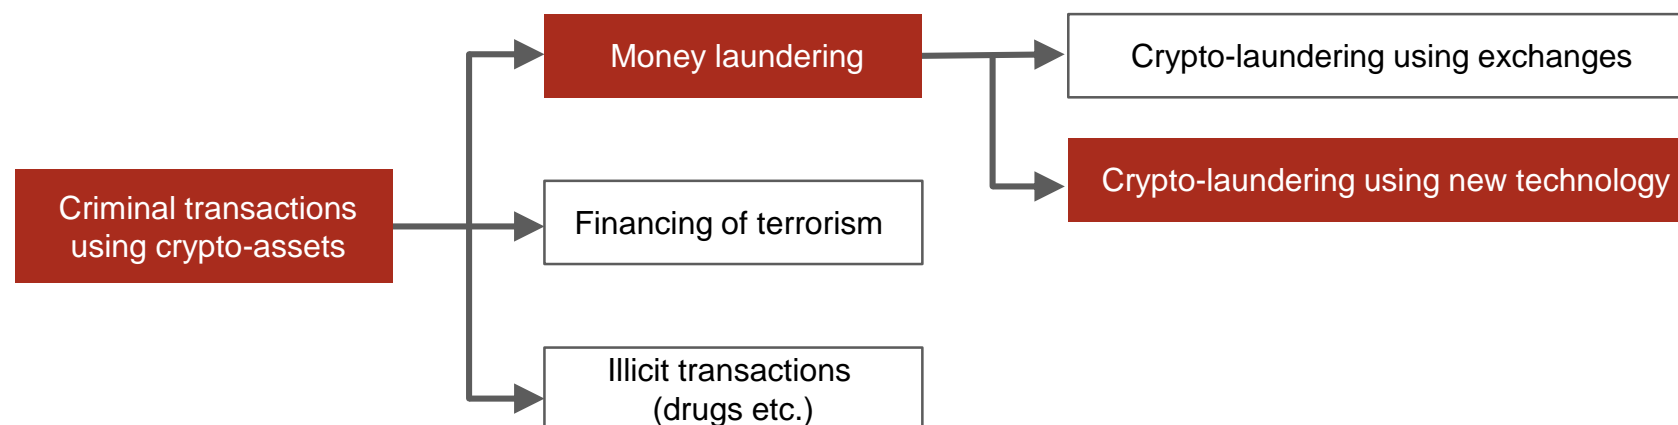 Money laundering
Crypto-laundering using exchanges
Crypto-laundering using new technology
Criminal transactions
using crypto-assets
Financing of terrorism
Illicit transactions
(drugs etc.)